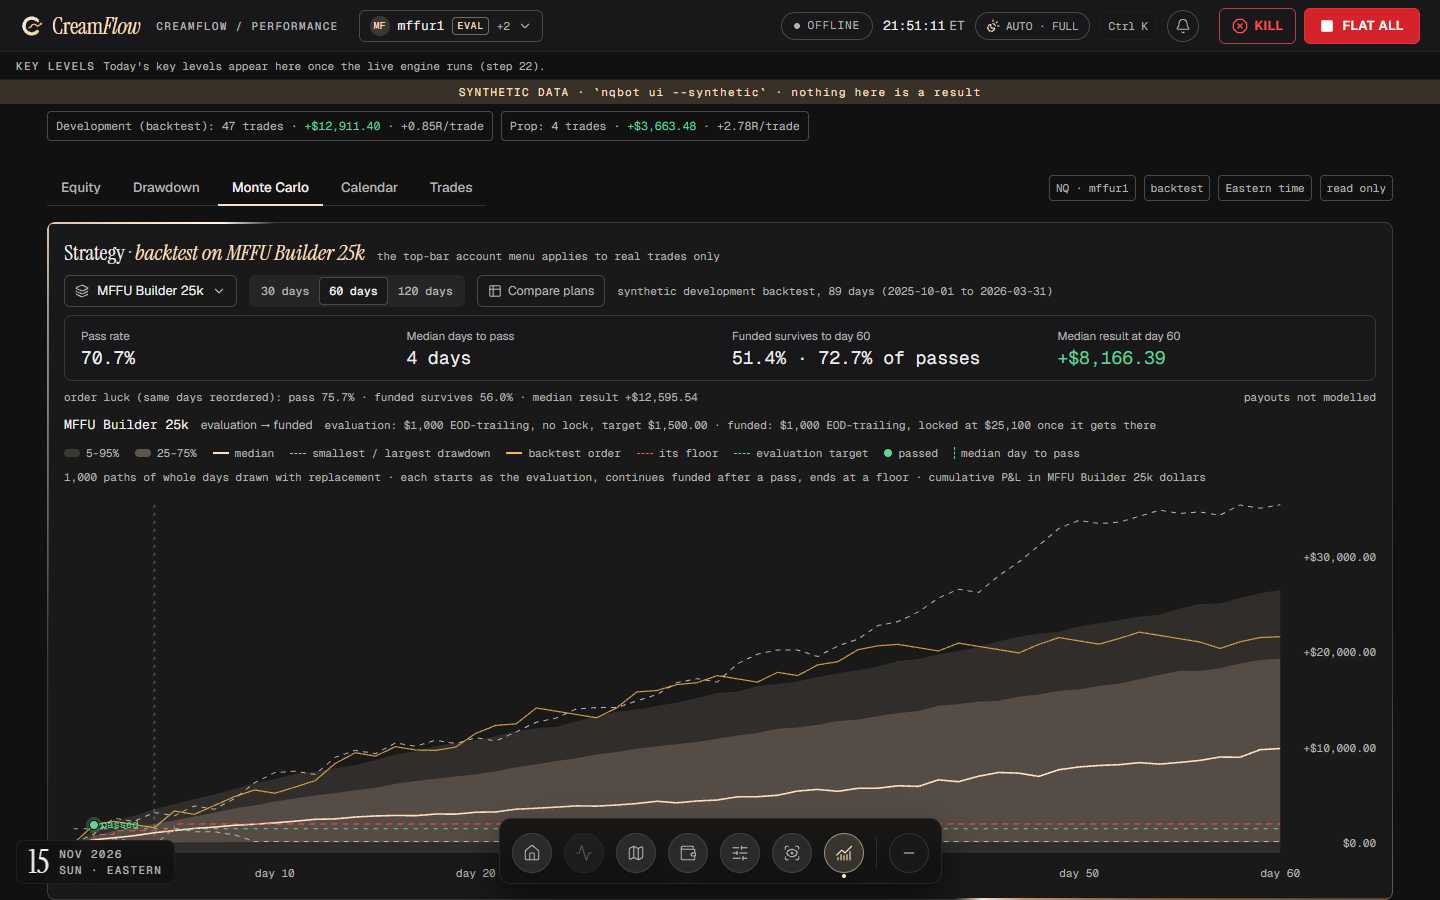 CreamFlow CREAMFLOW / PERFORMANCE MF mffur1 EVAL +2 OFFLINE 21:51:11 ET AUTO · FULL Ctrl K KILL FLAT ALL
KEY LEVELS Today's key levels appear here once the live engine runs (step 22).
SYNTHETIC DATA · `nqbot ui --synthetic` · nothing here is a result
Development (backtest): 47 trades · +$12,911.40 · +0.85R/trade Prop: 4 trades · +$3,663.48 · +2.78R/trade
Equity Drawdown Monte Carlo Calendar Trades NQ · mffur1 backtest Eastern time read only
Strategy · backtest on MFFU Builder 25k the top-bar account menu applies to real trades only
MFFU Builder 25k 30 days 60 days 120 days Compare plans synthetic development backtest, 89 days (2025-10-01 to 2026-03-31)
Pass rate Median days to pass Funded survives to day 60 Median result at day 60
70.7% 4 days 51.4% · 72.7% of passes +$8,166.39
order luck (same days reordered): pass 75.7% · funded survives 56.0% · median result +$12,595.54 payouts not modelled
MFFU Builder 25k evaluation → funded evaluation: $1,000 EOD-trailing, no lock, target $1,500.00 · funded: $1,000 EOD-trailing, locked at $25,100 once it gets there
5-95% 25-75% median smallest / largest drawdown backtest order its floor evaluation target passed median day to pass
1,000 paths of whole days drawn with replacement · each starts as the evaluation, continues funded after a pass, ends at a floor · cumulative P&L in MFFU Builder 25k dollars
+$30,000.00
+$20,000.00
+$10,000.00
passed
$0.00
15 NOV 2026
SUN · EASTERN
day 10 day 20 day 50 day 60